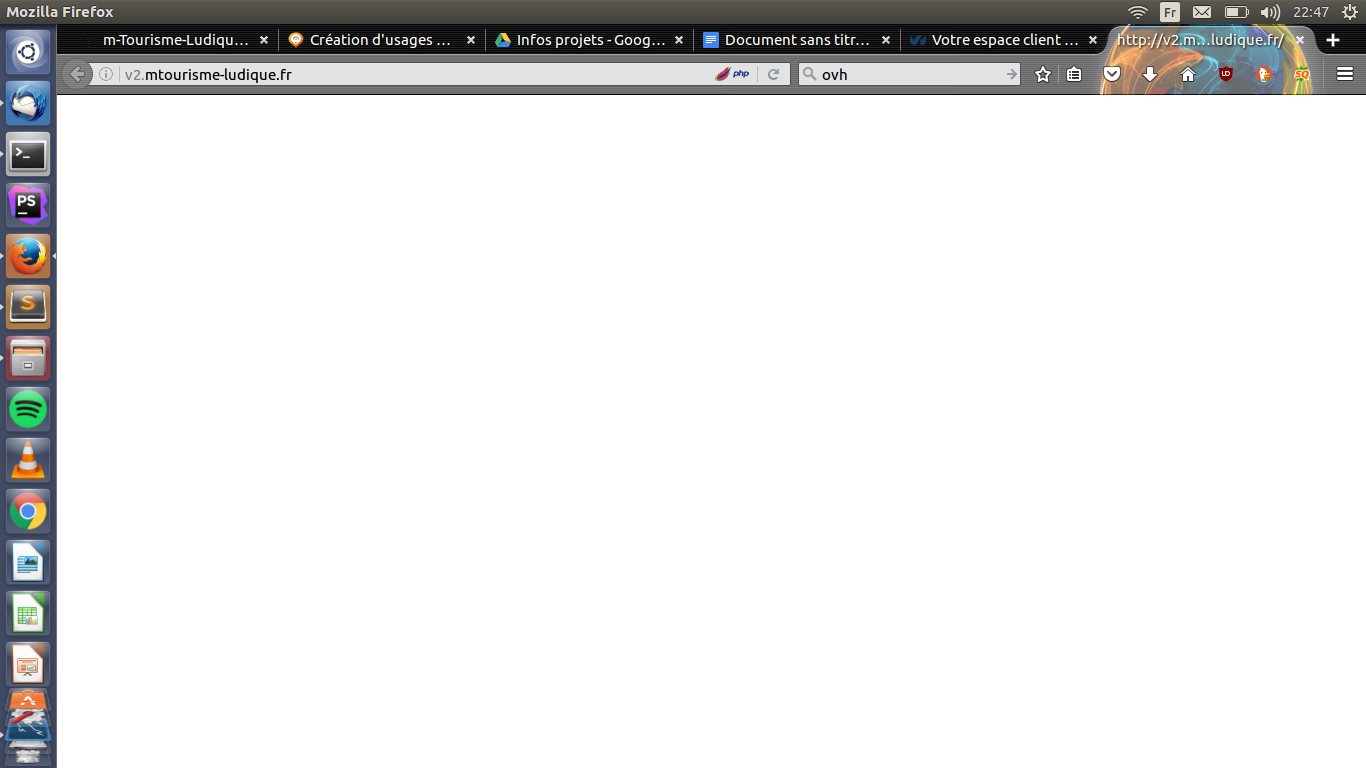 Mozilla Firefox
Fr
22:47
m-Tourisme-Ludiqu...
Création d'usages ...
Infos projets - Goog...
Document sans titr...
Votre espace client ...
http://v2.m...ludique.fr/
v2.mtourisme-ludique.fr
php
ovh
UD
SQ
>_
PS
S